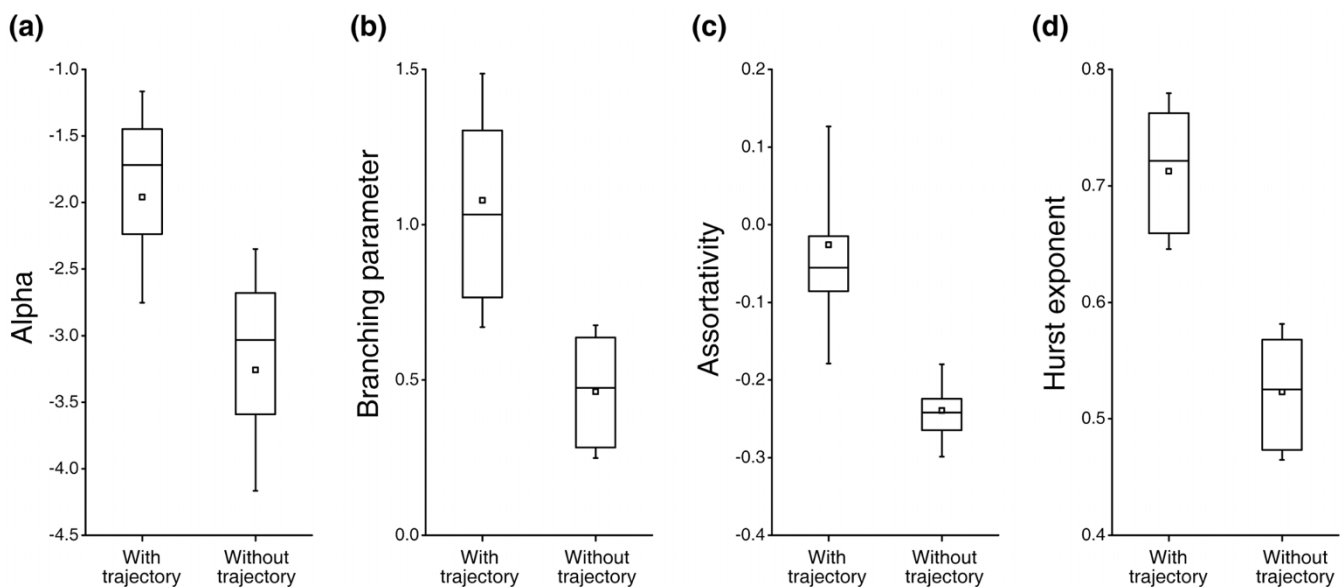 (a)
Alpha
-1.0
-1.5
-2.0
-2.5
-3.0
-3.5
-4.0
-4.5
With
trajectory
Without
trajectory
(b)
Branching parameter
1.5
1.0
0.5
0.0
With
trajectory
Without
trajectory
(c)
Assortativity
0.2
0.1
0.0
-0.1
-0.2
-0.3
-0.4
With
trajectory
Without
trajectory
(d)
Hurst exponent
0.8
0.7
0.6
0.5
0.4
With
trajectory
Without
trajectory